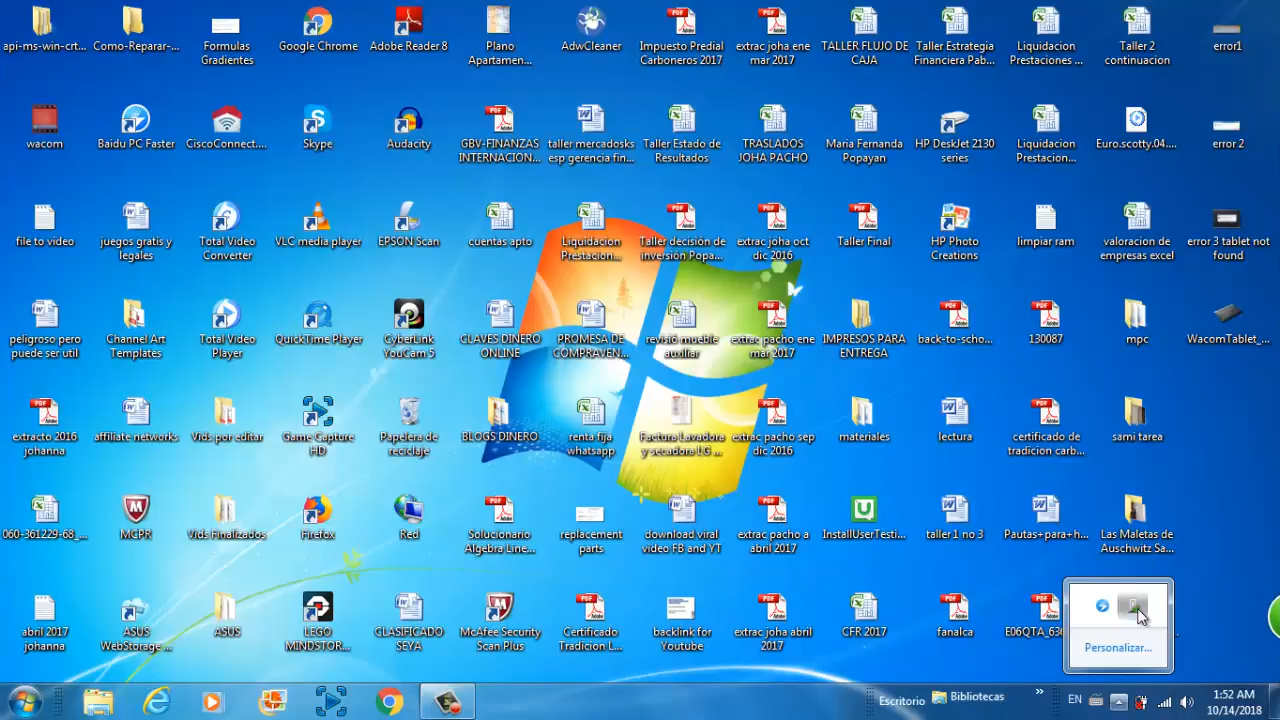 api-ms-win-crt...
Como-Reparar-...
Formulas
Gradientes
Google Chrome
Adobe Reader 8
Plano
Apartamen...
AdwCleaner
Impuesto Predial
Carboneros 2017
extrac joha ene
mar 2017
TALLER FLUJO DE
CAJA
Taller Estrategia
Financiera Pab...
Liquidacion
Prestaciones ...
Taller 2
continuacion
error1
wacom
Baidu PC Faster
CiscoConnect....
Skype
Audacity
GBV-FINANZAS
INTERNACION...
taller mercadosks
esp gerencia fin...
Taller Estado de
Resultados
TRASLADOS
JOHA PACHO
Maria Fernanda
Popayan
HP DeskJet 2130
series
Liquidacion
Prestacion...
Euro.scotty.04....
error 2
file to video
juegos gratis y
legales
Total Video
Converter
VLC media player
EPSON Scan
cuentas apto
Liquidacion
Prestacion...
Taller decisión de
inversión Popa...
extrac joha oct
dic 2016
Taller Final
HP Photo
Creations
limpiar ram
valoracion de
empresas excel
error 3 tablet not
found
peligroso pero
puede ser util
Channel Art
Templates
Total Video
Player
QuickTime Player
CyberLink
YouCam 5
CLAVES DINERO
ONLINE
PROMESA DE
COMPRAVEN...
revisió mueble
auxiliar
extrac pacho ene
mar 2017
IMPRESOS PARA
ENTREGA
back-to-scho...
130087
mpc
WacomTablet_...
extracto 2016
johanna
affiliate networks
Vids por editar
Game Capture
HD
Papelera de
reciclaje
BLOGS DINERO
renta fija
whatsapp
Factura Lavadora
y secadora LG ...
extrac pacho sep
dic 2016
materiales
lectura
certificado de
tradicion carb...
sami tarea
060-361229-68_...
MCPR
Vids Finalizados
Firefox
Red
Solucionario
Algebra Line...
replacement
parts
download viral
video FB and YT
extrac pacho a
abril 2017
InstallUserTesti...
taller 1 no 3
Pautas+para+h...
Las Maletas de
Auschwitz Sa...
abril 2017
johanna
ASUS
WebStorage ...
ASUS
LEGO
MINDSTOR...
CLASIFICADO
SEYA
McAfee Security
Scan Plus
Certificado
Tradicion L...
backlink for
Youtube
extrac joha abril
2017
CFR 2017
fanalca
Personalizar...
Escritorio
Bibliotecas
»
EN
1:52 AM
10/14/2018